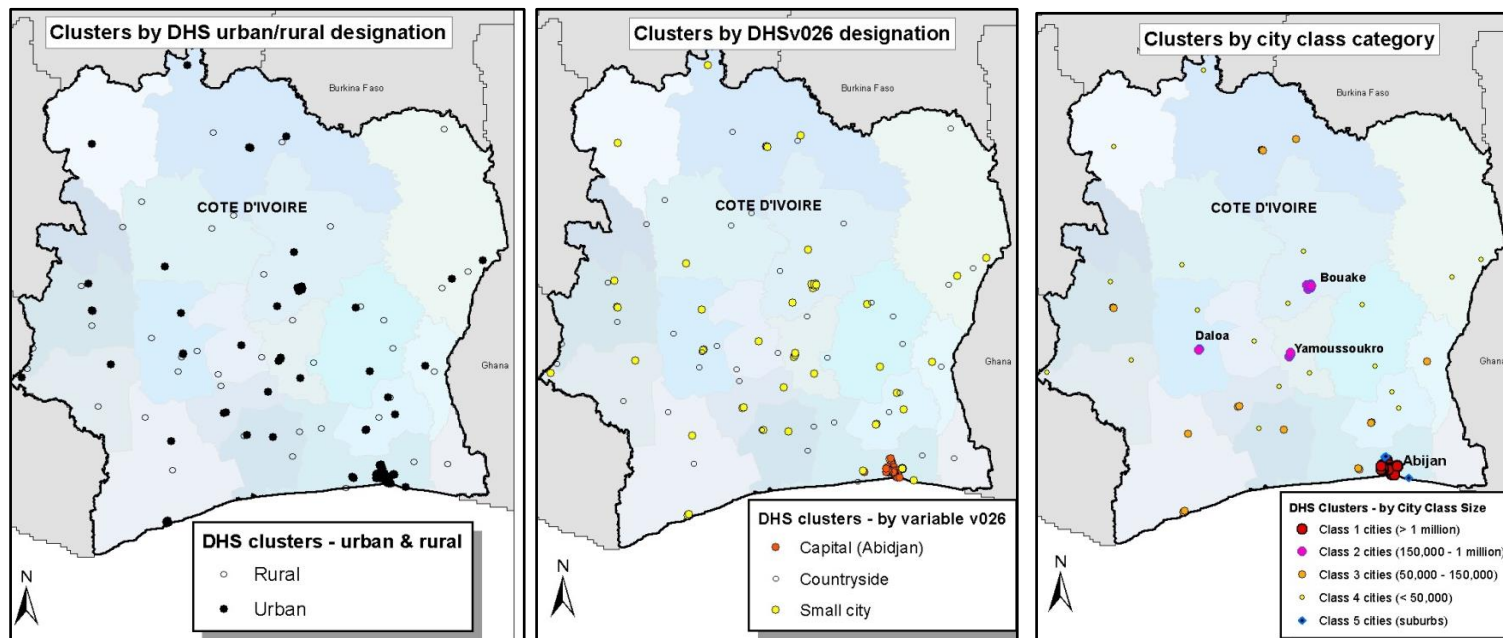 Clusters by DHS urban/rural designation
Burkina Faso
COTE D'IVOIRE
Ghana
N
DHS clusters - urban & rural
Rural
Urban
Clusters by DHSv026 designation
Burkina Faso
COTE D'IVOIRE
Ghana
N
DHS clusters - by variable v026
Capital (Abidjan)
Countryside
Small city
Clusters by city class category
Burkina Faso
COTE D'IVOIRE
Bouake
Daloa
Yamoussoukro
Ghana
Abijan
N
DHS Clusters - by City Class Size
Class 1 cities (> 1 million)
Class 2 cities (150,000 - 1 million)
Class 3 cities (50,000 - 150,000)
Class 4 cities (< 50,000)
Class 5 cities (suburbs)